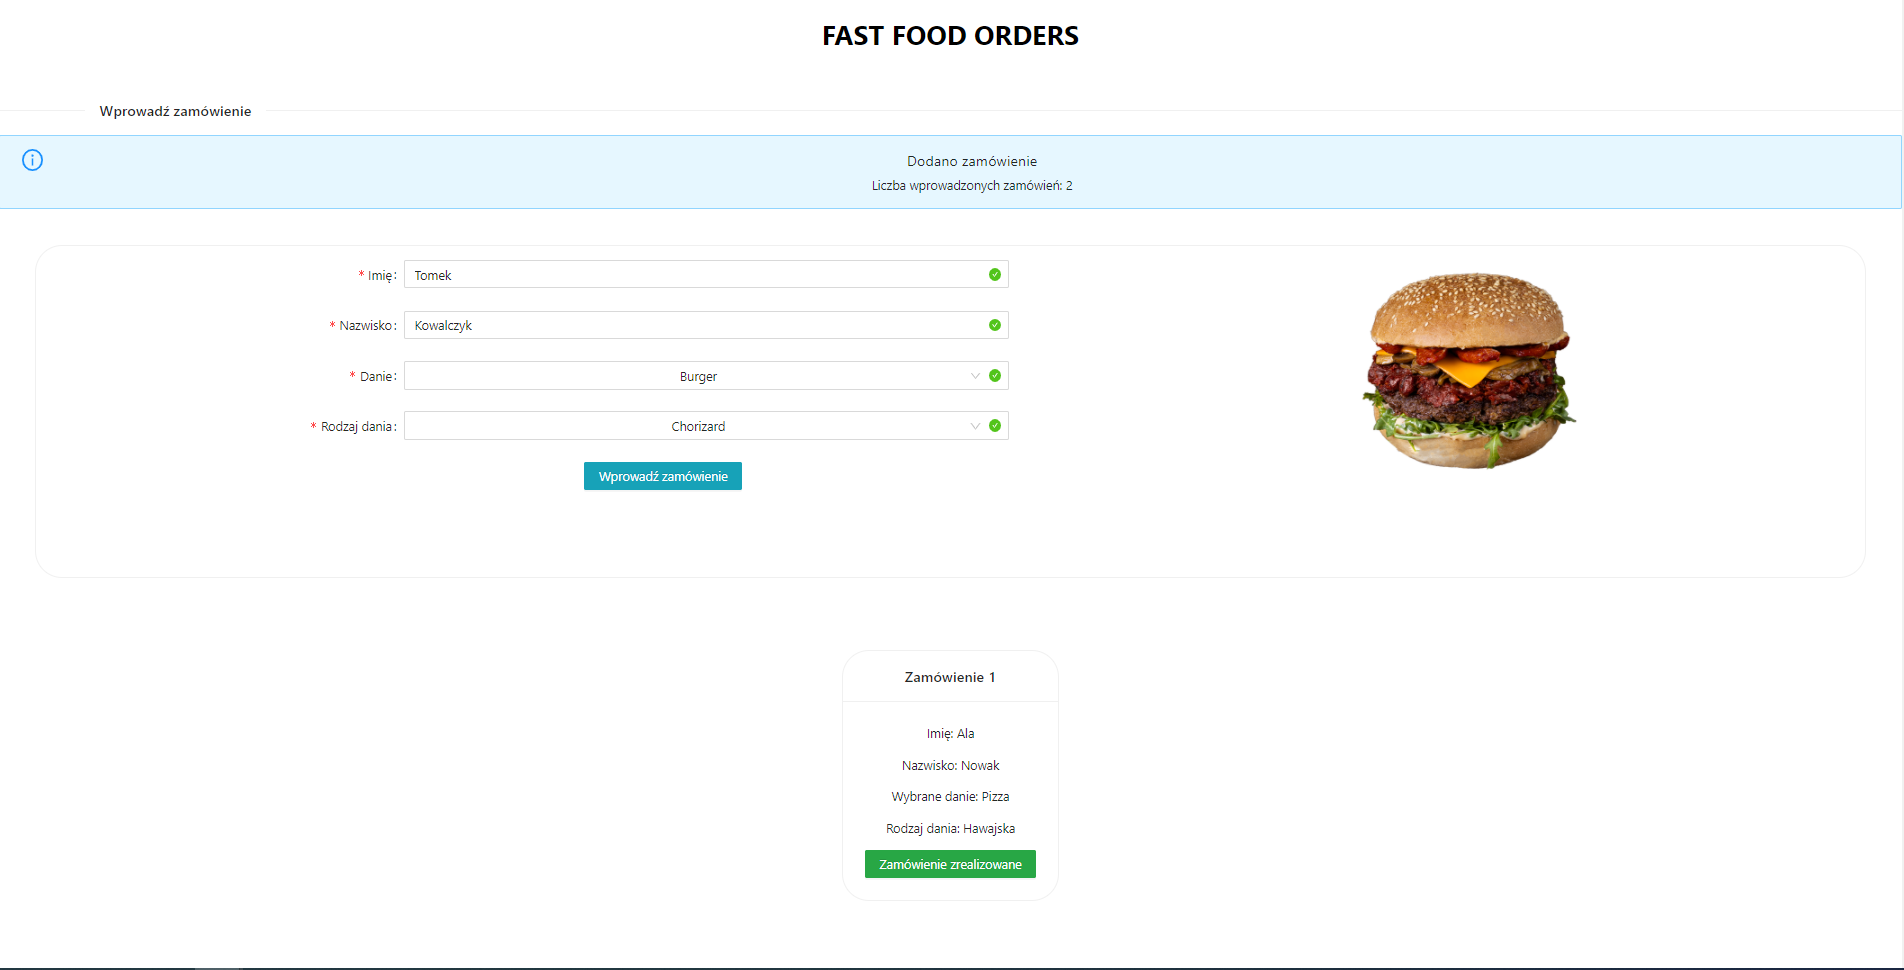 FAST FOOD ORDERS
Wprowadź zamówienie
Dodano zamówienie
Liczba wprowadzonych zamówień: 2
* Imię: Tomek
* Nazwisko: Kowalczyk
* Danie: Burger
* Rodzaj dania: Chorizard
Wprowadź zamówienie
Zamówienie 1
Imię: Ala
Nazwisko: Nowak
Wybrane danie: Pizza
Rodzaj dania: Hawajska
Zamówienie zrealizowane